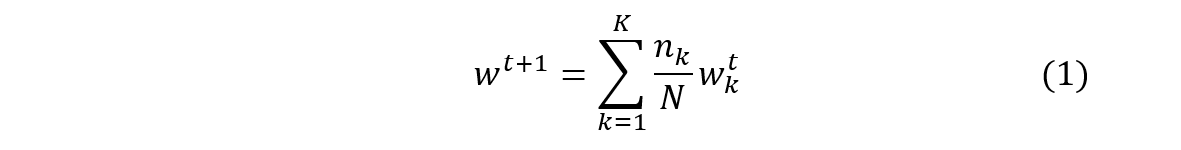 $w^{t+1} = \sum_{k=1}^{K} \frac{n_k}{N} w_k^t$ (1)